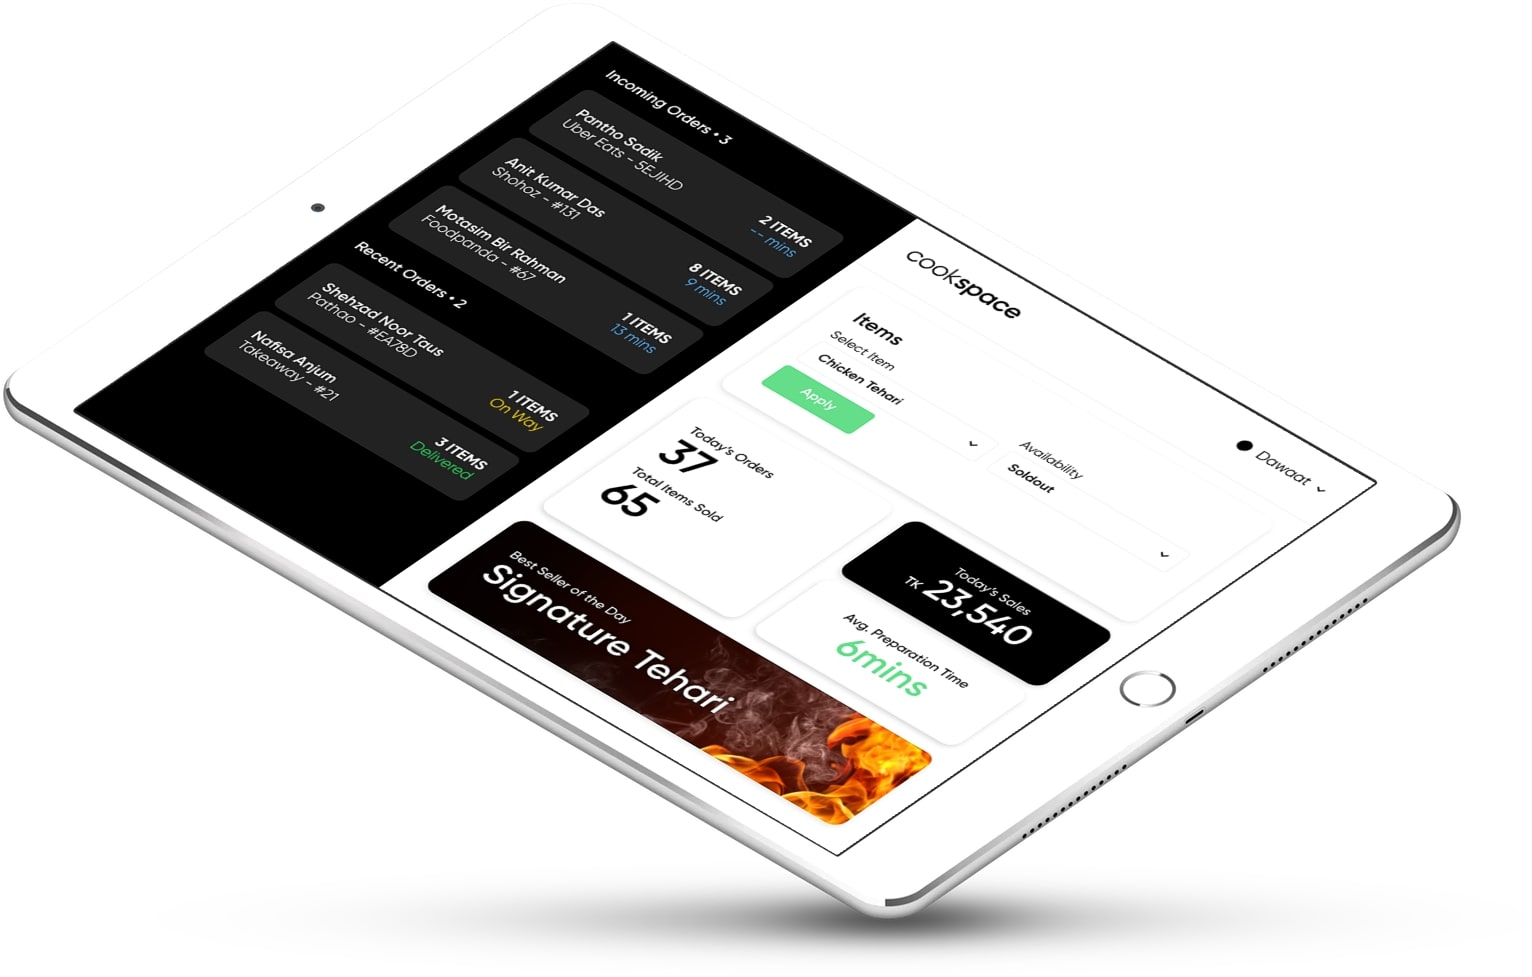 Incoming Orders • 3
Pantho Sadik
Uber Eats - 5EJIHD
2 ITEMS
-- mins
Anit Kumar Das
Shohoz - #131
8 ITEMS
9 mins
Motasim Bir Rahman
Foodpanda - #67
1 ITEMS
13 mins
Recent Orders • 2
Shehzad Noor Taus
Pathao - #EA78D
1 ITEMS
On Way
Nafisa Anjum
Takeaway - #21
3 ITEMS
Delivered
cookspace
Dawaat
Items
Select Item
Chicken Tehari
Availability
Soldout
Apply
Today's Orders
37
Total Items Sold
65
Today's Sales
TK 23,540
Avg. Preparation Time
6mins
Best Seller of the Day
Signature Tehari